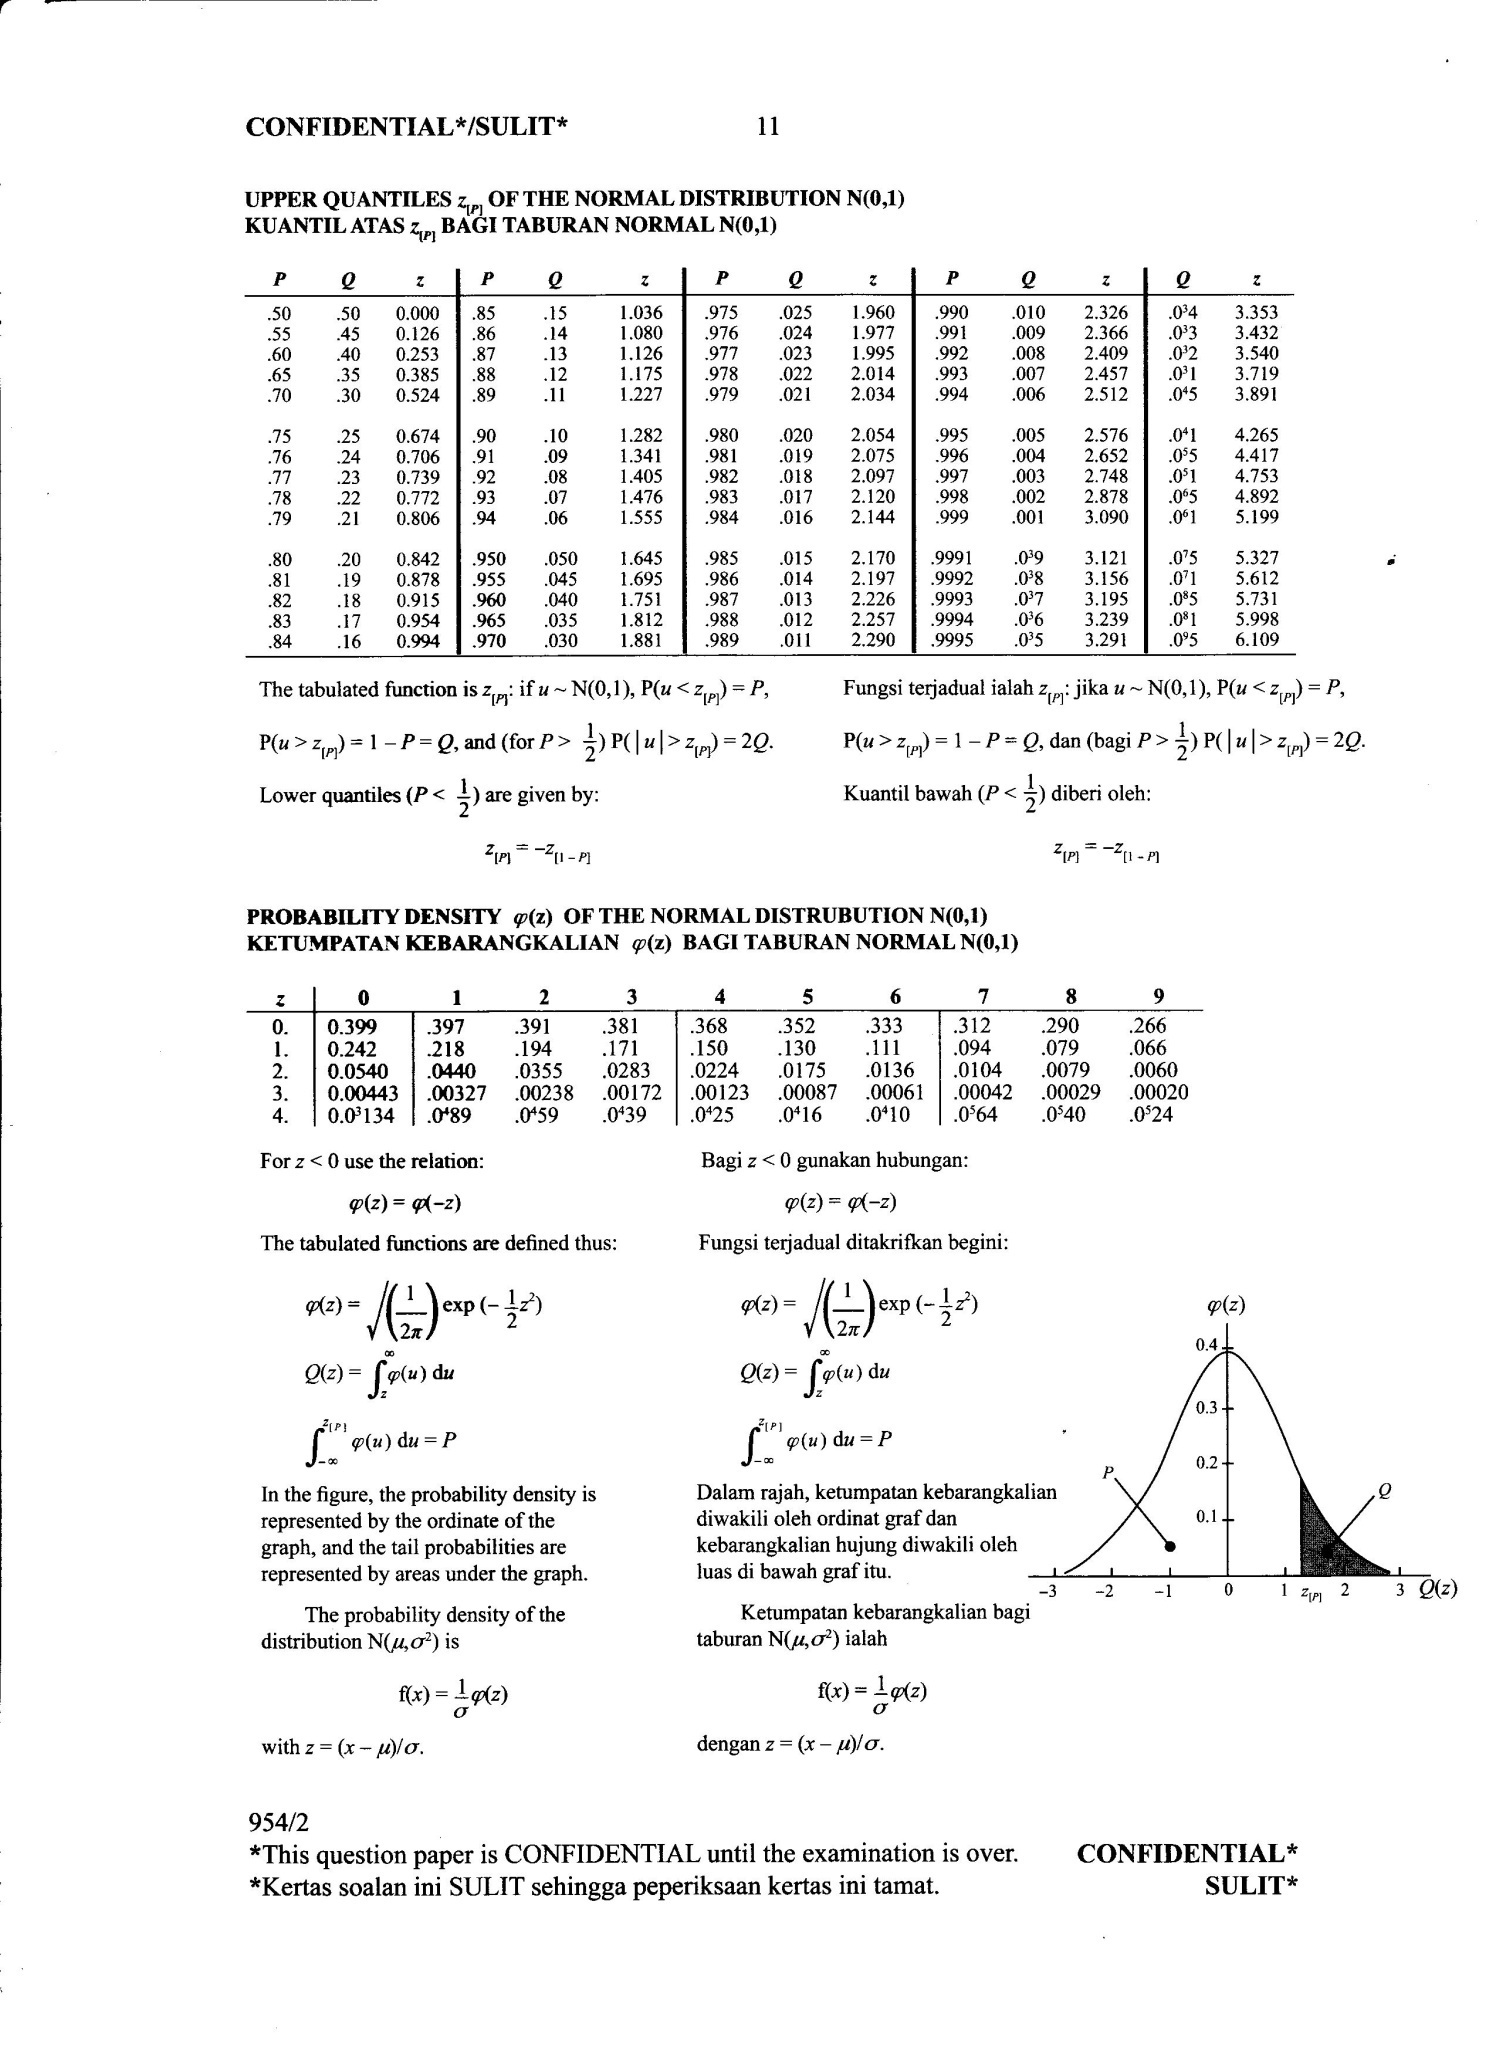 CONFIDENTIAL*/SULIT* 11
UPPER QUANTILES z[P] OF THE NORMAL DISTRIBUTION N(0,1)
KUANTIL ATAS z[P] BAGI TABURAN NORMAL N(0,1)
P Q z P Q z P Q z P Q z Q z
.50 .50 0.000 .85 .15 1.036 .975 .025 1.960 .990 .010 2.326 .0³4 3.353
.55 .45 0.126 .86 .14 1.080 .976 .024 1.977 .991 .009 2.366 .0³3 3.432
.60 .40 0.253 .87 .13 1.126 .977 .023 1.995 .992 .008 2.409 .0³2 3.540
.65 .35 0.385 .88 .12 1.175 .978 .022 2.014 .993 .007 2.457 .0³1 3.719
.70 .30 0.524 .89 .11 1.227 .979 .021 2.034 .994 .006 2.512 .0⁴5 3.891
.75 .25 0.674 .90 .10 1.282 .980 .020 2.054 .995 .005 2.576 .0⁴1 4.265
.76 .24 0.706 .91 .09 1.341 .981 .019 2.075 .996 .004 2.652 .0⁵5 4.417
.77 .23 0.739 .92 .08 1.405 .982 .018 2.097 .997 .003 2.748 .0⁵1 4.753
.78 .22 0.772 .93 .07 1.476 .983 .017 2.120 .998 .002 2.878 .0⁶5 4.892
.79 .21 0.806 .94 .06 1.555 .984 .016 2.144 .999 .001 3.090 .0⁶1 5.199
.80 .20 0.842 .950 .050 1.645 .985 .015 2.170 .9991 .0³9 3.121 .0⁷5 5.327
.81 .19 0.878 .955 .045 1.695 .986 .014 2.197 .9992 .0³8 3.156 .0⁷1 5.612
.82 .18 0.915 .960 .040 1.751 .987 .013 2.226 .9993 .0³7 3.195 .0⁸5 5.731
.83 .17 0.954 .965 .035 1.812 .988 .012 2.257 .9994 .0³6 3.239 .0⁸1 5.998
.84 .16 0.994 .970 .030 1.881 .989 .011 2.290 .9995 .0³5 3.291 .0⁹5 6.109
The tabulated function is z[P]: if u ~ N(0,1), P(u < z[P]) = P,
P(u > z[P]) = 1 – P = Q, and (for P > 1/2) P(|u| > z[P]) = 2Q.
Lower quantiles (P < 1/2) are given by:
z[P] = –z[1 – P]
Fungsi terjadual ialah z[P]: jika u ~ N(0,1), P(u < z[P]) = P,
P(u > z[P]) = 1 – P = Q, dan (bagi P > 1/2) P(|u| > z[P]) = 2Q.
Kuantil bawah (P < 1/2) diberi oleh:
z[P] = –z[1 - P]
PROBABILITY DENSITY φ(z) OF THE NORMAL DISTRUBUTION N(0,1)
KETUMPATAN KEBARANGKALIAN φ(z) BAGI TABURAN NORMAL N(0,1)
z 0 1 2 3 4 5 6 7 8 9
0. 0.399 .397 .391 .381 .368 .352 .333 .312 .290 .266
1. 0.242 .218 .194 .171 .150 .130 .111 .094 .079 .066
2. 0.0540 .0440 .0355 .0283 .0224 .0175 .0136 .0104 .0079 .0060
3. 0.00443 .00327 .00238 .00172 .00123 .00087 .00061 .00042 .00029 .00020
4. 0.0³134 .0⁴89 .0⁴59 .0⁴39 .0⁴25 .0⁴16 .0⁴10 .0⁵64 .0⁵40 .0⁵24
For z < 0 use the relation:
φ(z) = φ(–z)
The tabulated functions are defined thus:
φ(z) = √(1/2π) exp (– 1/2 z²)
Q(z) = ∫_z^∞ φ(u) du
∫_–∞^z[P] φ(u) du = P
In the figure, the probability density is
represented by the ordinate of the
graph, and the tail probabilities are
represented by areas under the graph.
The probability density of the
distribution N(μ,σ²) is
f(x) = 1/σ φ(z)
with z = (x – μ)/σ.
Bagi z < 0 gunakan hubungan:
φ(z) = φ(–z)
Fungsi terjadual ditakrifkan begini:
φ(z) = √(1/2π) exp (– 1/2 z²)
Q(z) = ∫_z^∞ φ(u) du
∫_–∞^z[P] φ(u) du = P
Dalam rajah, ketumpatan kebarangkalian
diwakili oleh ordinat graf dan
kebarangkalian hujung diwakili oleh
luas di bawah graf itu.
Ketumpatan kebarangkalian bagi
taburan N(μ,σ²) ialah
f(x) = 1/σ φ(z)
dengan z = (x – μ)/σ.
φ(z)
0.4
0.3
0.2
0.1
P
Q
–3 –2 –1 0 1 z[P] 2 3 Q(z)
954/2
*This question paper is CONFIDENTIAL until the examination is over. CONFIDENTIAL*
*Kertas soalan ini SULIT sehingga peperiksaan kertas ini tamat. SULIT*